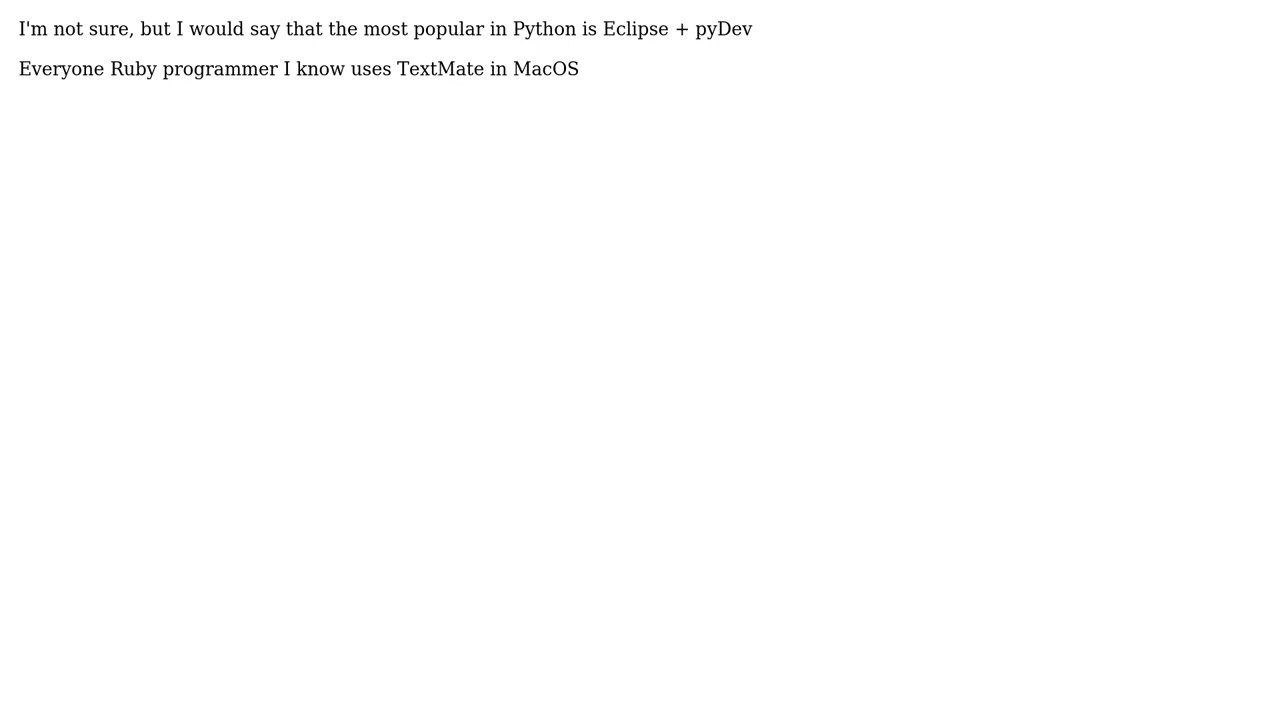 I'm not sure, but I would say that the most popular in Python is Eclipse + pyDev
Everyone Ruby programmer I know uses TextMate in MacOS